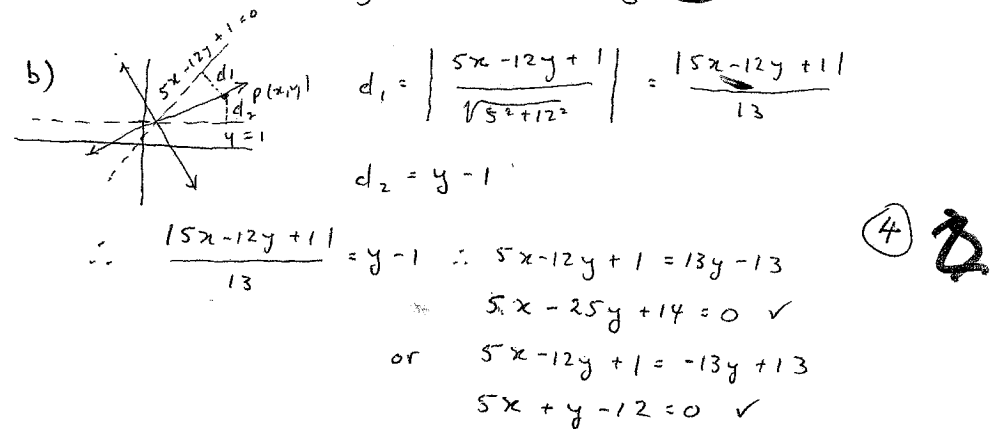 b)
5x - 12y + 1 = 0
d₁
P(x,y)
d₂
y = 1
d₁ = | (5x - 12y + 1) / √(5² + 12²) | = |5x - 12y + 1| / 13
d₂ = y - 1
∴ |5x - 12y + 1| / 13 = y - 1 ∴ 5x - 12y + 1 = 13y - 13
④
5x - 25y + 14 = 0 ✓
or 5x - 12y + 1 = -13y + 13
5x + y - 12 = 0 ✓